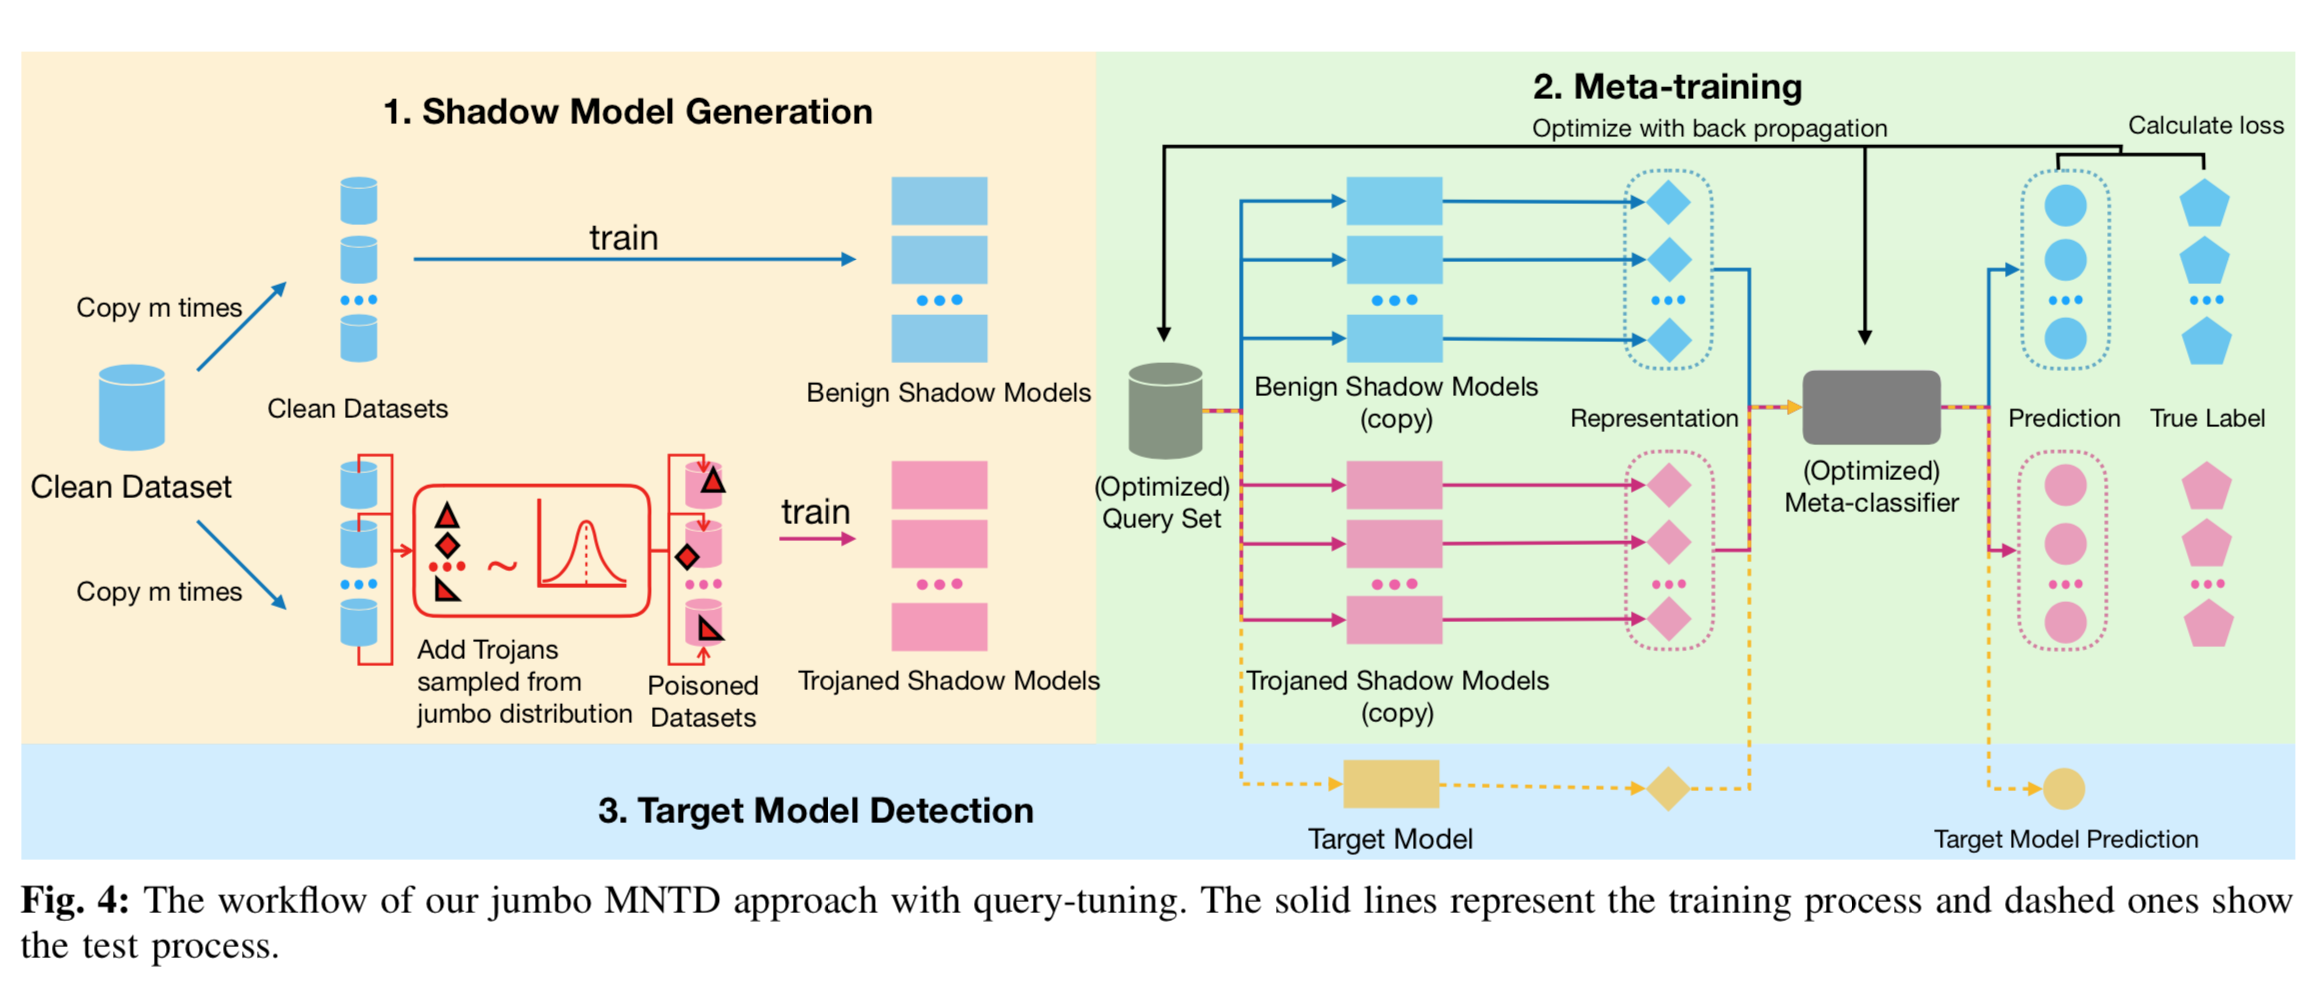 1. Shadow Model Generation
train
Copy m times
Clean Datasets
Benign Shadow Models
Clean Dataset
Copy m times
~
Add Trojans
sampled from
jumbo distribution
Poisoned
Datasets
train
Trojaned Shadow Models
2. Meta-training
Optimize with back propagation
Calculate loss
Benign Shadow Models
(copy)
Representation
Prediction
True Label
(Optimized)
Query Set
(Optimized)
Meta-classifier
Trojaned Shadow Models
(copy)
3. Target Model Detection
Target Model
Target Model Prediction
Fig. 4: The workflow of our jumbo MNTD approach with query-tuning. The solid lines represent the training process and dashed ones show
the test process.